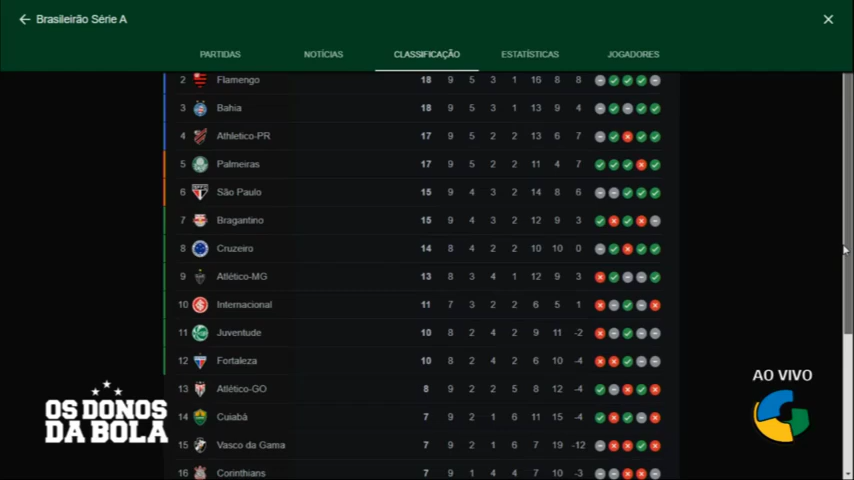 Brasileirão Série A
PARTIDAS NOTÍCIAS CLASSIFICAÇÃO ESTATÍSTICAS JOGADORES
2 Flamengo 18 9 5 3 1 16 8 8
3 Bahia 18 9 5 3 1 13 9 4
4 Athletico-PR 17 9 5 2 2 13 6 7
5 Palmeiras 17 9 5 2 2 11 4 7
6 São Paulo 15 9 4 3 2 14 8 6
7 Bragantino 15 9 4 3 2 12 9 3
8 Cruzeiro 14 8 4 2 2 10 10 0
9 Atlético-MG 13 8 3 4 1 12 9 3
10 Internacional 11 7 3 2 2 6 5 1
11 Juventude 10 8 2 4 2 9 11 -2
12 Fortaleza 10 8 2 4 2 6 10 -4
13 Atlético-GO 8 9 2 2 5 8 12 -4
14 Cuiabá 7 9 2 1 6 11 15 -4
15 Vasco da Gama 7 9 2 1 6 7 19 -12
16 Corinthians 7 9 1 4 4 7 10 -3
OS DONOS
DA BOLA
AO VIVO